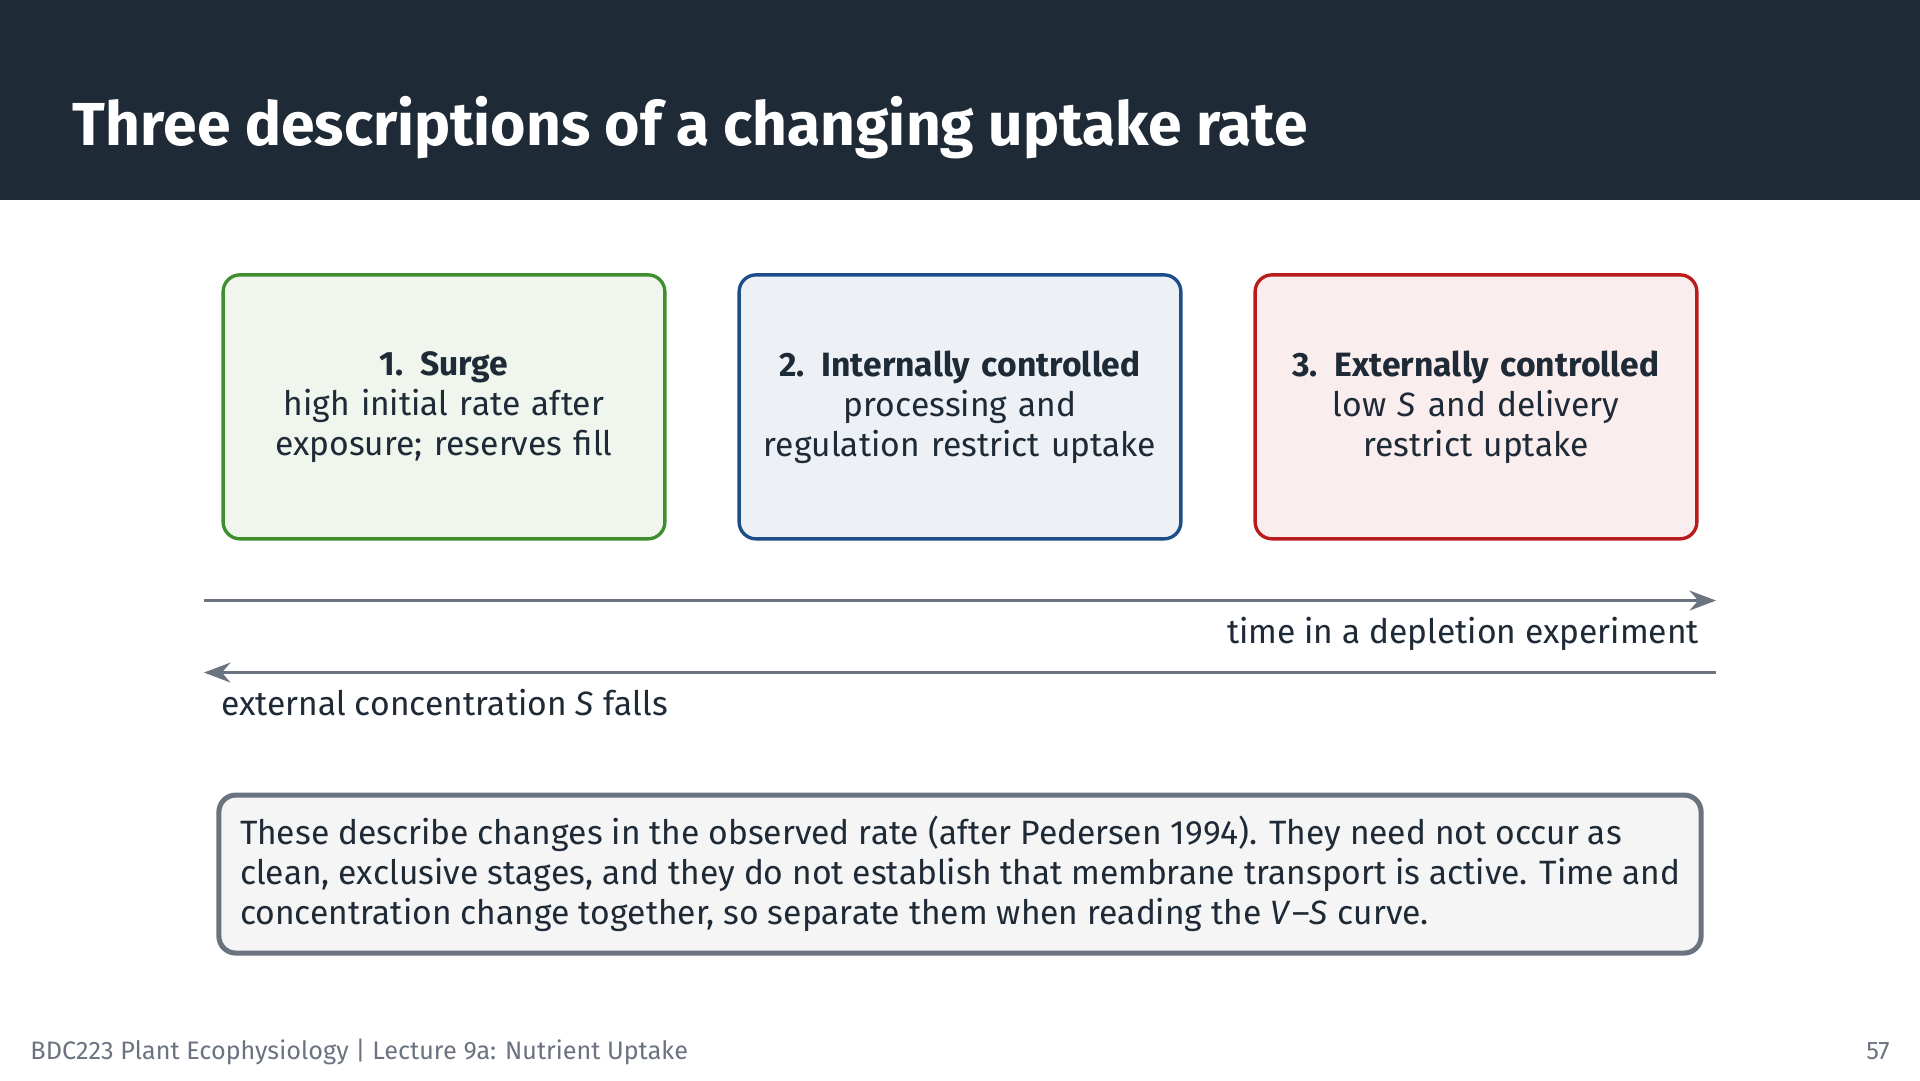 Three descriptions of a changing uptake rate
1. Surge
high initial rate after
exposure; reserves fill
2. Internally controlled
processing and
regulation restrict uptake
3. Externally controlled
low S and delivery
restrict uptake
time in a depletion experiment
external concentration S falls
These describe changes in the observed rate (after Pedersen 1994). They need not occur as
clean, exclusive stages, and they do not establish that membrane transport is active. Time and
concentration change together, so separate them when reading the V–S curve.
BDC223 Plant Ecophysiology | Lecture 9a: Nutrient Uptake
57